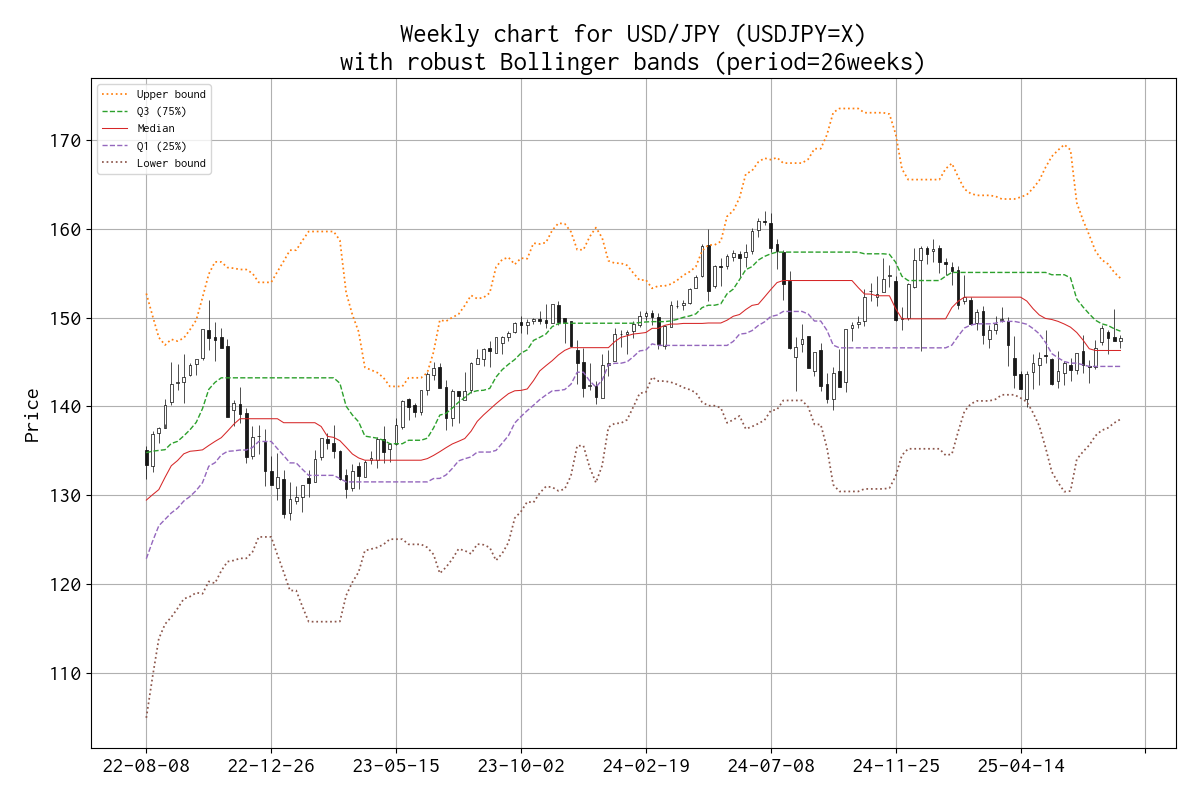 Weekly chart for USD/JPY (USDJPY=X)
with robust Bollinger bands (period=26weeks)
Upper bound
Q3 (75%)
Median
Q1 (25%)
Lower bound
Price
170
160
150
140
130
120
110
22-08-08
22-12-26
23-05-15
23-10-02
24-02-19
24-07-08
24-11-25
25-04-14